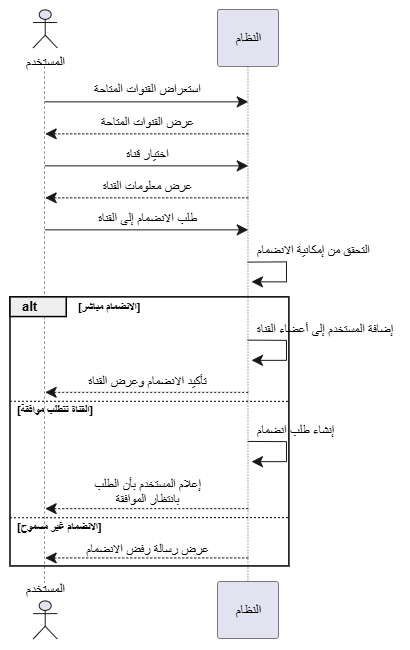 المستخدم
النظام
استعراض القنوات المتاحة
عرض القنوات المتاحة
اختيار قناة
عرض معلومات القناة
طلب الانضمام إلى القناة
التحقق من إمكانية الانضمام
alt
[الانضمام مباشر]
إضافة المستخدم إلى أعضاء القناة
تأكيد الانضمام وعرض القناة
[القناة تتطلب موافقة]
إنشاء طلب انضمام
إعلام المستخدم بأن الطلب
بانتظار الموافقة
[الانضمام غير مسموح]
عرض رسالة رفض الانضمام
المستخدم
النظام